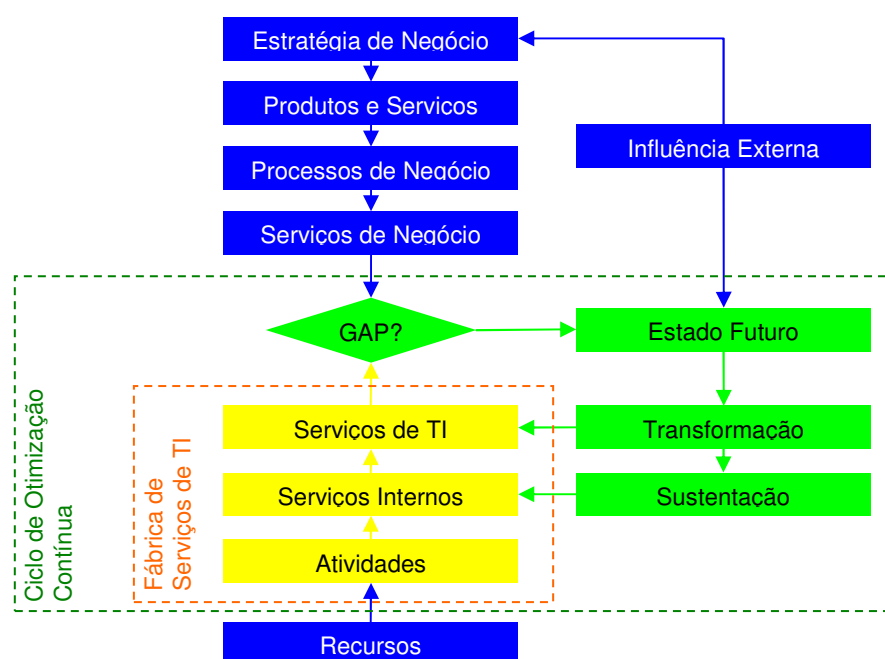 Estratégia de Negócio
Produtos e Servicos
Processos de Negócio
Influência Externa
Serviços de Negócio
GAP?
Estado Futuro
Serviços de TI
Transformação
Serviços Internos
Sustentação
Atividades
Recursos
Ciclo de Otimização
Contínua
Fábrica de
Serviços de TI